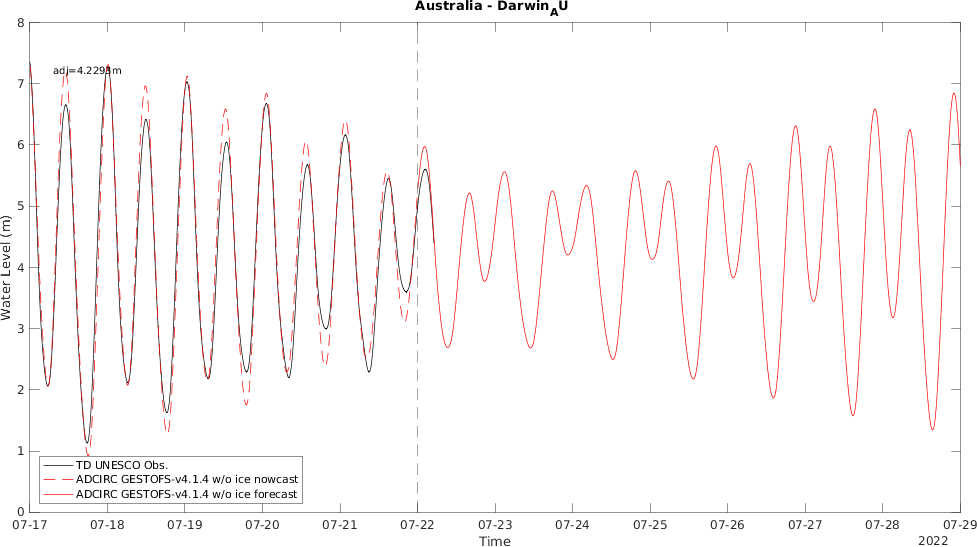 Australia - Darwin_AU
8
7
6
5
4
3
2
1
0
Water Level (m)
adj=4.2293m
TD UNESCO Obs.
ADCIRC GESTOFS-v4.1.4 w/o ice nowcast
ADCIRC GESTOFS-v4.1.4 w/o ice forecast
07-17 07-18 07-19 07-20 07-21 07-22 07-23 07-24 07-25 07-26 07-27 07-28 07-29
Time
2022